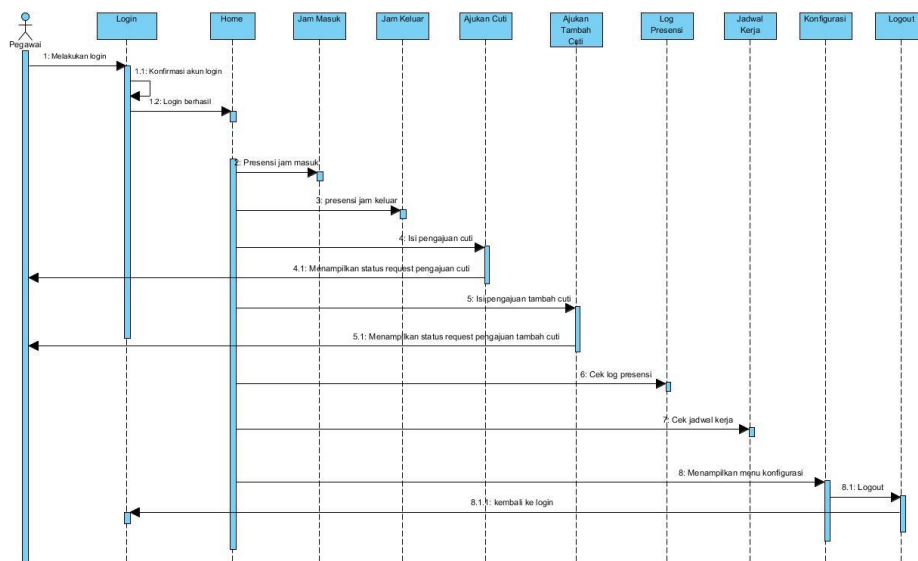 Pegawai
Login
Home
Jam Masuk
Jam Keluar
Ajukan Cuti
Ajukan
Tambah
Cuti
Log
Presensi
Jadwal
Kerja
Konfigurasi
Logout
1: Melakukan login
1.1: Konfirmasi akun login
1.2: Login berhasil
2: Presensi jam masuk
3: presensi jam keluar
4: Isi pengajuan cuti
4.1: Menampilkan status request pengajuan cuti
5: Isi pengajuan tambah cuti
5.1: Menampilkan status request pengajuan tambah cuti
6: Cek log presensi
7: Cek jadwal kerja
8: Menampilkan menu konfigurasi
8.1: Logout
8.1.1: kembali ke login